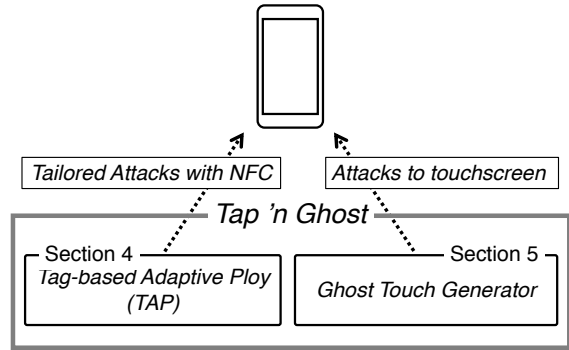 Tailored Attacks with NFC
Attacks to touchscreen
Tap 'n Ghost
Section 4
Tag-based Adaptive Ploy
(TAP)
Section 5
Ghost Touch Generator